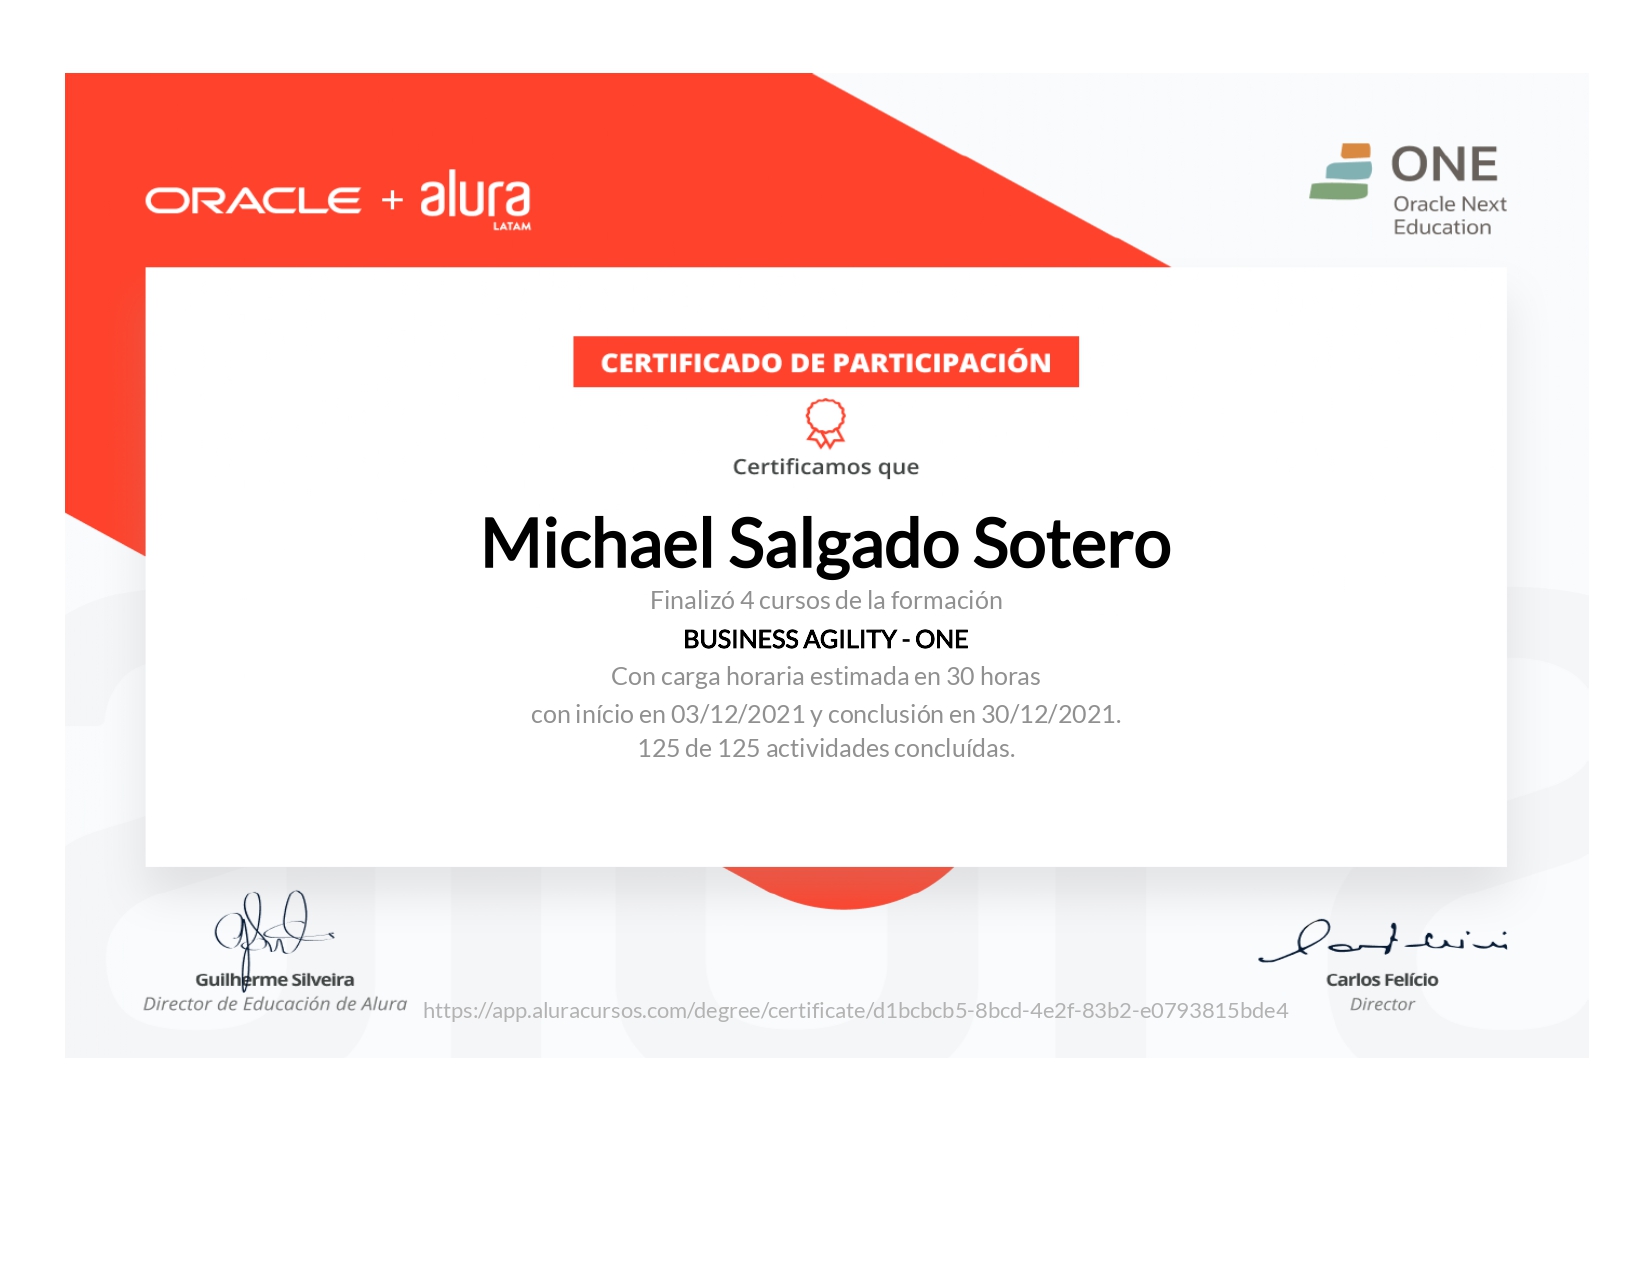 ORACLE + alura
LATAM
ONE
Oracle Next
Education
CERTIFICADO DE PARTICIPACIÓN
Certificamos que
Michael Salgado Sotero
Finalizó 4 cursos de la formación
BUSINESS AGILITY - ONE
Con carga horaria estimada en 30 horas
con início en 03/12/2021 y conclusión en 30/12/2021.
125 de 125 actividades concluídas.
Guilherme Silveira
Director de Educación de Alura
https://app.aluracursos.com/degree/certificate/d1bcbcb5-8bcd-4e2f-83b2-e0793815bde4
Carlos Felício
Director